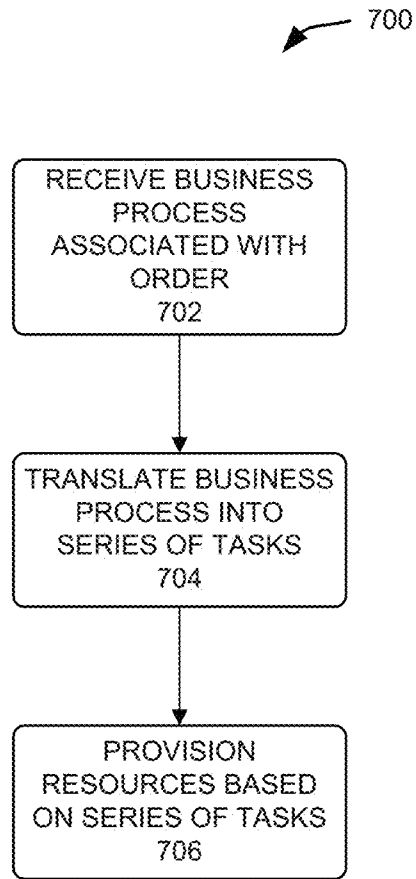 700
RECEIVE BUSINESS
PROCESS
ASSOCIATED WITH
ORDER
702
TRANSLATE BUSINESS
PROCESS INTO
SERIES OF TASKS
704
PROVISION
RESOURCES BASED
ON SERIES OF TASKS
706